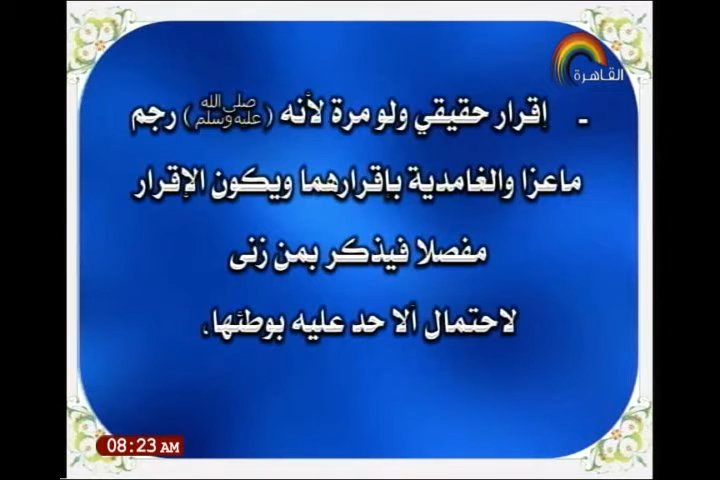 القاهرة
- إقرار حقيقي ولو مرة لأنه (صلى الله عليه وسلم) رجم
ماعزا والغامدية بإقرارهما ويكون الإقرار
مفصلا فيذكر بمن زنى
لاحتمال ألا حد عليه بوطئها،
08:23 AM